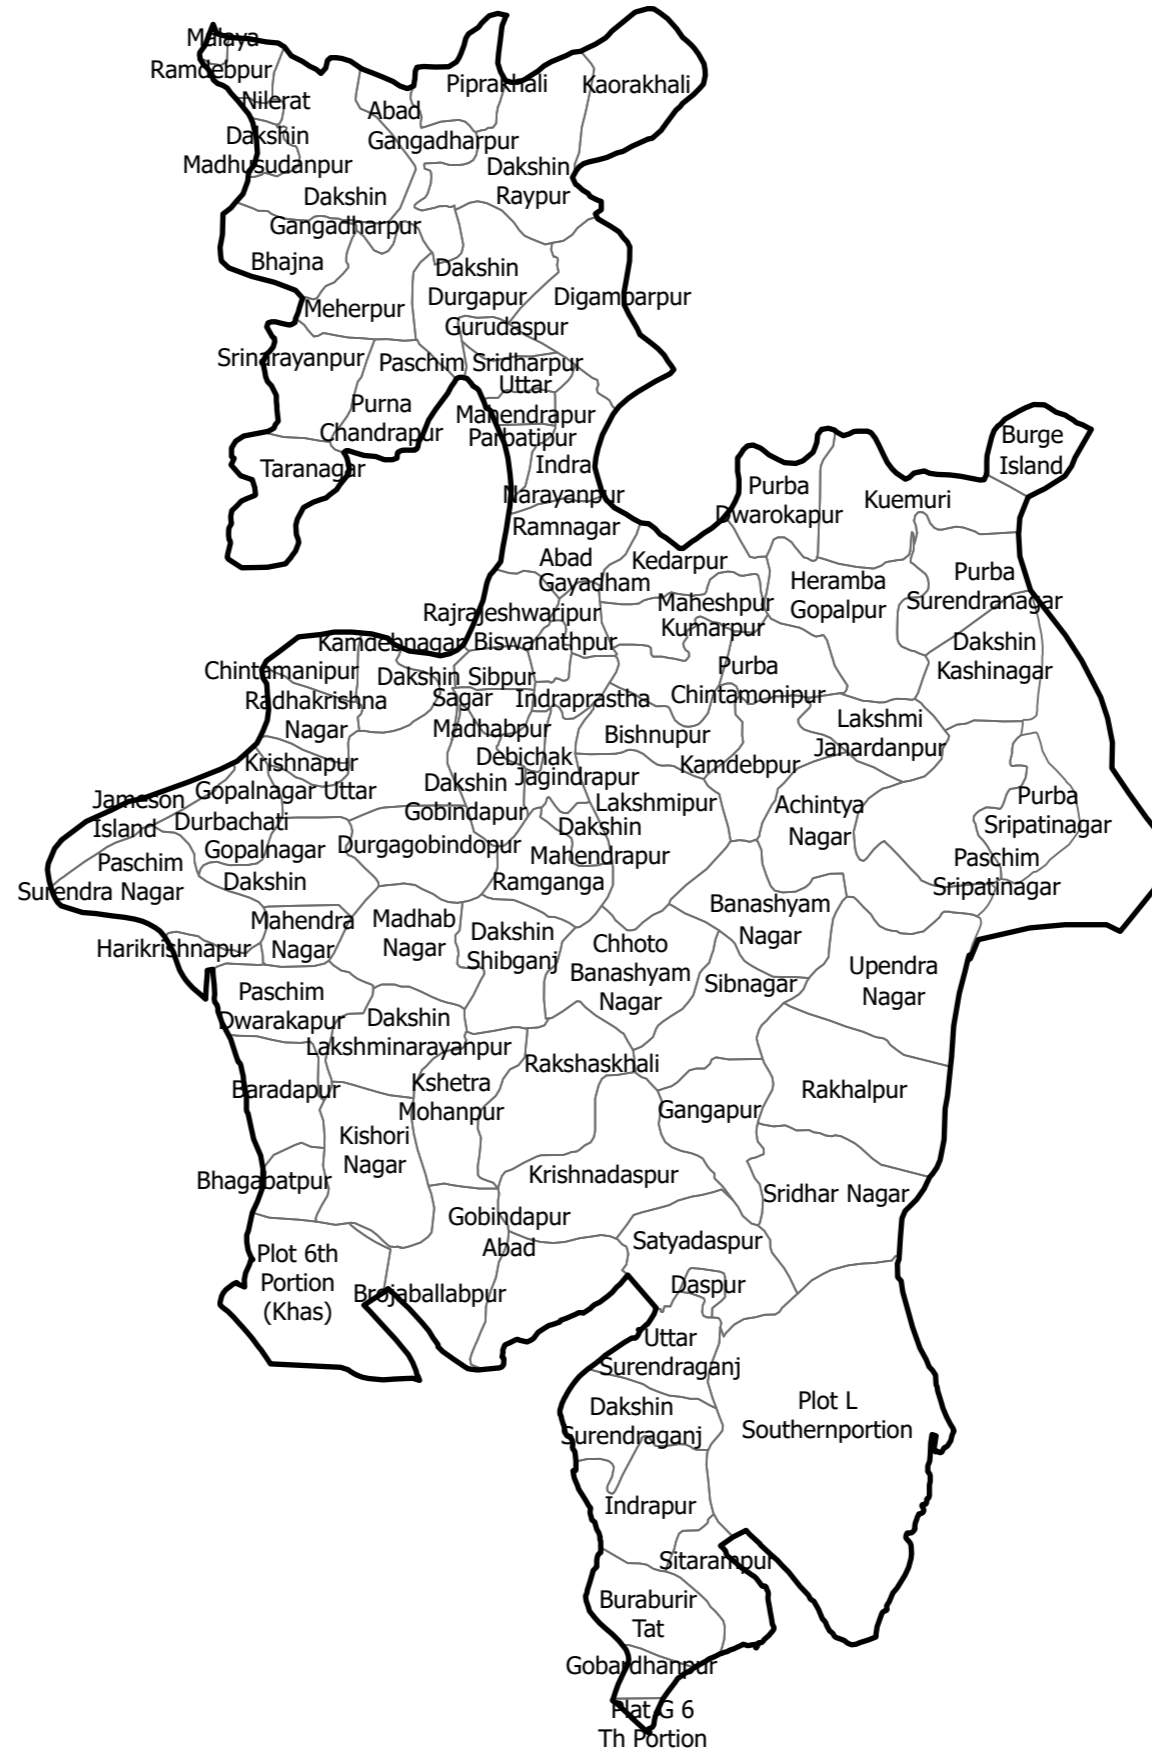 Malaya
Ramdebpur
Nilerat
Piprakhali
Kaorakhali
Abad
Gangadharpur
Dakshin
Madhusudanpur
Dakshin
Raypur
Dakshin
Gangadharpur
Bhajna
Dakshin
Durgapur
Digambarpur
Meherpur
Gurudaspur
Srinarayanpur
Paschim Sridharpur
Uttar
Mahendrapur
Purna
Chandrapur
Parbatipur
Taranagar
Indra
Narayanpur
Burge
Island
Purba
Dwarokapur
Kuemuri
Ramnagar
Abad
Gayadham
Kedarpur
Heramba
Gopalpur
Purba
Surendranagar
Rajrajeshwaripur
Maheshpur
Kumarpur
Kamdebnagar
Biswanathpur
Dakshin
Kashinagar
Chintamanipur
Dakshin Sibpur
Purba
Chintamonipur
Radhakrishna
Nagar
Sagar
Madhabpur
Indraprastha
Bishnupur
Lakshmi
Janardanpur
Krishnapur
Debichak
Jagindrapur
Kamdebpur
Gopalnagar Uttar
Dakshin
Gobindapur
Jameson
Island
Durbachati
Gopalnagar
Lakshmipur
Achintya
Nagar
Purba
Sripatinagar
Durgagobindopur
Dakshin
Mahendrapur
Paschim
Surendra Nagar
Dakshin
Ramganga
Paschim
Sripatinagar
Mahendra
Nagar
Madhab
Nagar
Dakshin
Shibganj
Banashyam
Nagar
Harikrishnapur
Chhoto
Banashyam
Nagar
Sibnagar
Upendra
Nagar
Paschim
Dwarakapur
Dakshin
Lakshminarayanpur
Rakshaskhali
Baradapur
Kshetra
Mohanpur
Gangapur
Rakhalpur
Kishori
Nagar
Bhagabatpur
Krishnadaspur
Sridhar Nagar
Gobindapur
Abad
Satyadaspur
Plot 6th
Portion
(Khas)
Brojaballabpur
Daspur
Uttar
Surendraganj
Dakshin
Surendraganj
Plot L
Southernportion
Indrapur
Sitarampur
Buraburir
Tat
Gobardhanpur
Plat G 6
Th Portion